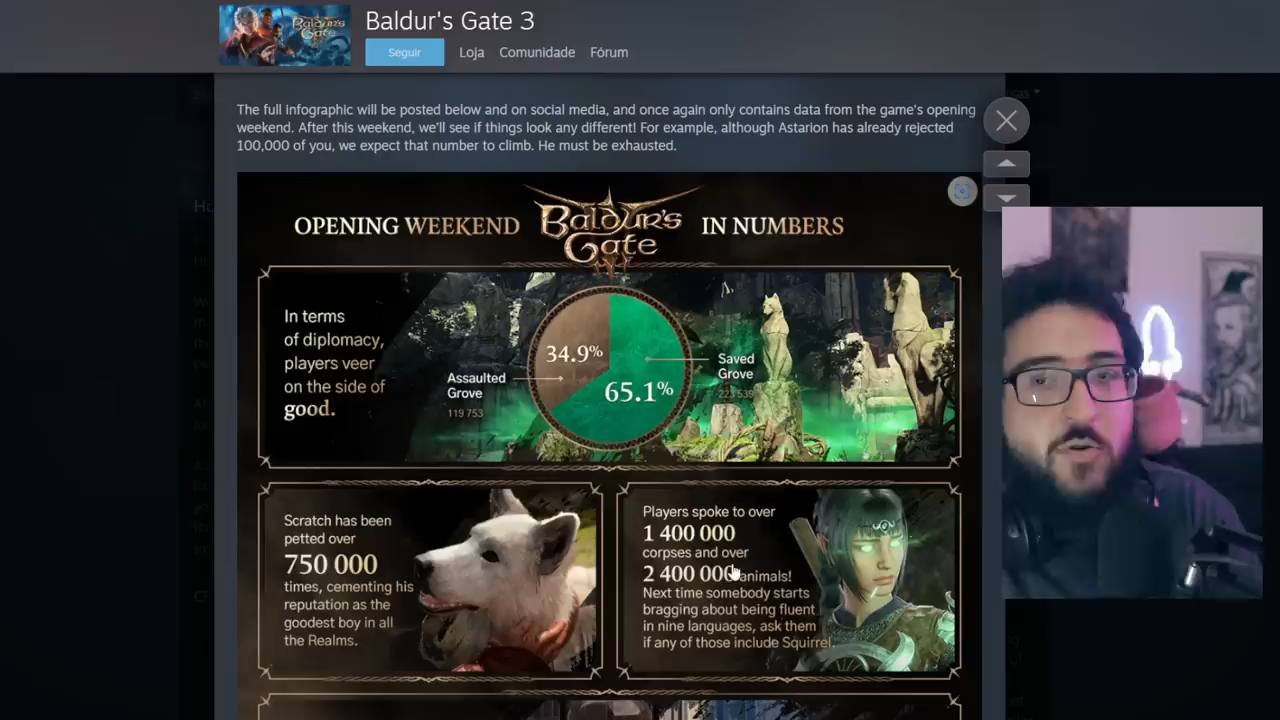 Baldur's Gate 3
Seguir
Loja
Comunidade
Fórum
The full infographic will be posted below and on social media, and once again only contains data from the game's opening
weekend. After this weekend, we'll see if things look any different! For example, although Astarion has already rejected
100,000 of you, we expect that number to climb. He must be exhausted.
OPENING WEEKEND
Baldur's
Gate
IN NUMBERS
In terms
of diplomacy,
players veer
on the side of
good.
34.9%
Assaulted
Grove
119 753
65.1%
Saved
Grove
223 539
Scratch has been
petted over
750 000
times, cementing his
reputation as the
goodest boy in all
the Realms.
Players spoke to over
1 400 000
corpses and over
2 400 000 animals!
Next time somebody starts
bragging about being fluent
in nine languages, ask them
if any of those include Squirrel.